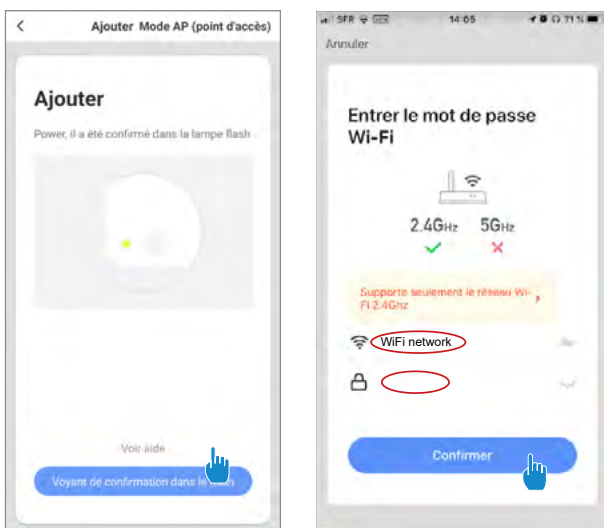 Ajouter Mode AP (point d'accès)
Ajouter
Power, il a été confirmé dans la lampe flash
Voir aide
Voyant de confirmation dans le flash
SFR 14:05 71 %
Annuler
Entrer le mot de passe
Wi-Fi
2.4GHz 5GHz
Supporte seulement le réseau Wi-
Fi 2.4Ghz
WiFi network
Confirmer